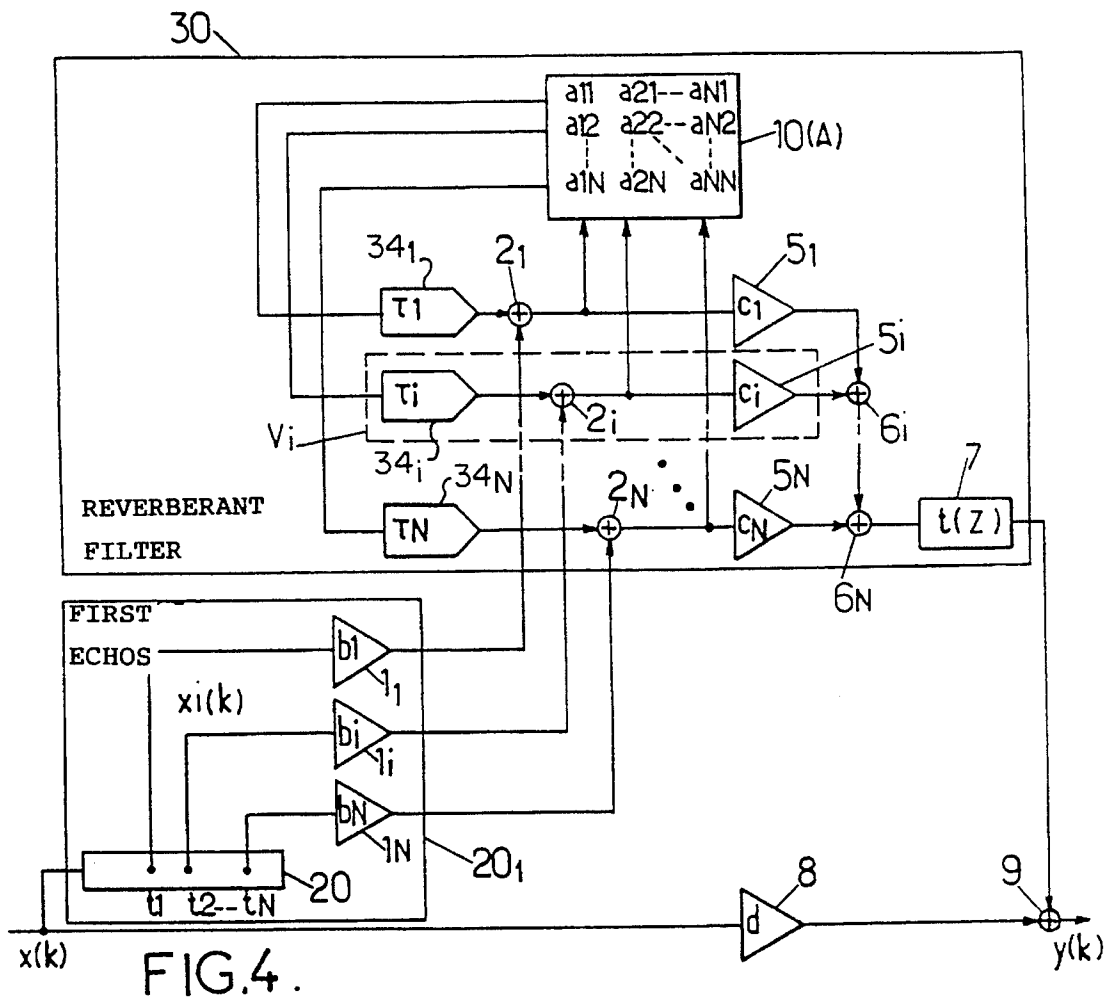 30
a11 a21-- aN1
a12 a22-- aN2
a1N a2N aNN
10(A)
34₁
2₁
5₁
τ1
c1
5i
τi
2i
ci
6i
Vi
34i
34N
2N
5N
7
τN
cN
t(Z)
6N
REVERBERANT
FILTER
FIRST
ECHOS
b1
1₁
xi(k)
bi
1i
bN
1N
20
20₁
t1 t2-- tN
8
9
d
x(k)
y(k)
FIG.4.